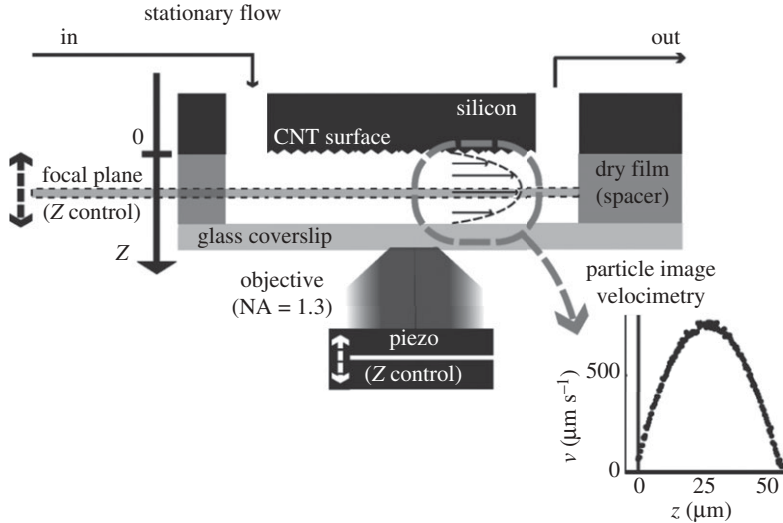 stationary flow
in
out
silicon
CNT surface
0
focal plane
(Z control)
dry film
(spacer)
glass coverslip
Z
objective
(NA = 1.3)
particle image
velocimetry
piezo
(Z control)
500
v (µm s⁻¹)
0
0 25 50
z (µm)